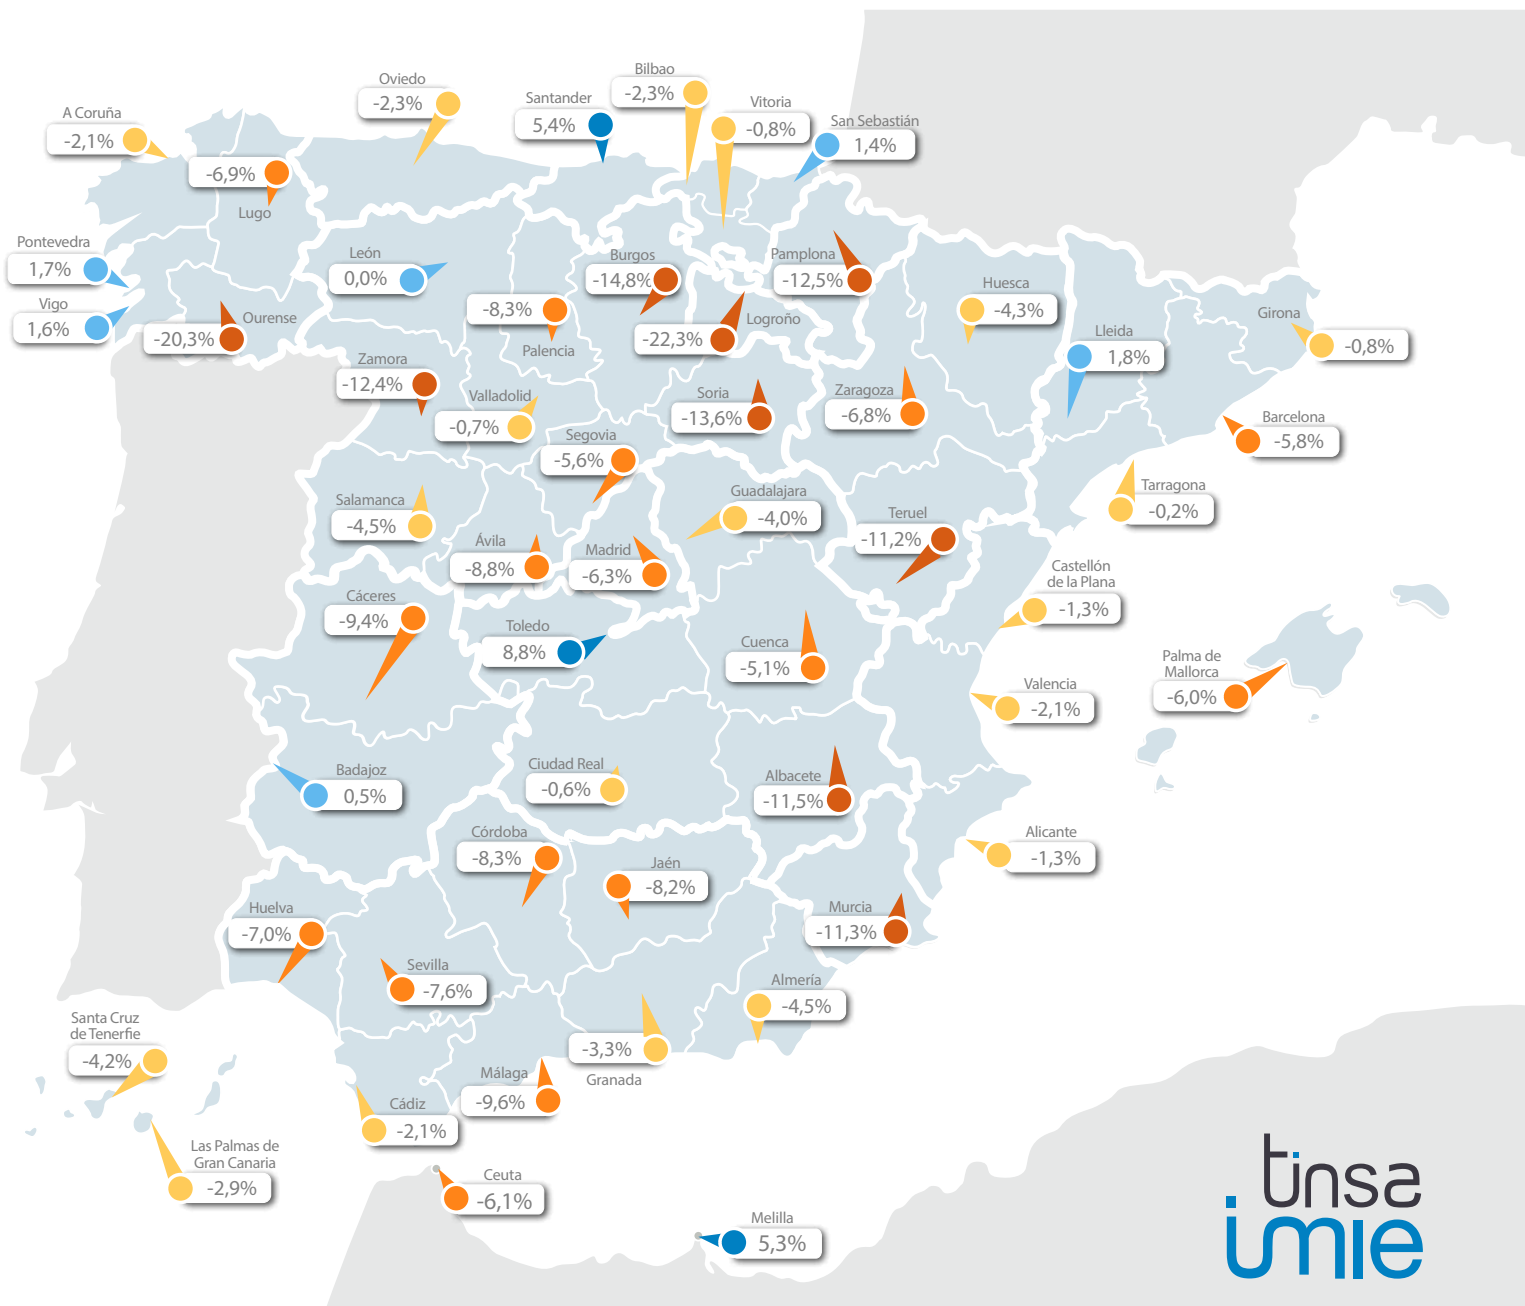 Oviedo
-2,3%
Bilbao
-2,3%
Santander
5,4%
Vitoria
-0,8%
A Coruña
-2,1%
San Sebastián
1,4%
-6,9%
Lugo
Pontevedra
1,7%
León
0,0%
Burgos
-14,8%
Pamplona
-12,5%
Huesca
-4,3%
Vigo
1,6%
-20,3%
Ourense
-8,3%
Palencia
-22,3%
Logroño
Lleida
1,8%
Girona
-0,8%
Zamora
-12,4%
Valladolid
-0,7%
Soria
-13,6%
Zaragoza
-6,8%
Barcelona
-5,8%
Segovia
-5,6%
Salamanca
-4,5%
Guadalajara
-4,0%
Tarragona
-0,2%
Ávila
-8,8%
Madrid
-6,3%
Teruel
-11,2%
Castellón
de la Plana
-1,3%
Cáceres
-9,4%
Toledo
8,8%
Cuenca
-5,1%
Palma de
Mallorca
-6,0%
Valencia
-2,1%
Badajoz
0,5%
Ciudad Real
-0,6%
Albacete
-11,5%
Córdoba
-8,3%
Jaén
-8,2%
Alicante
-1,3%
Huelva
-7,0%
Murcia
-11,3%
Sevilla
-7,6%
Almería
-4,5%
Santa Cruz
de Tenerfie
-4,2%
-3,3%
Granada
Málaga
-9,6%
Cádiz
-2,1%
Las Palmas de
Gran Canaria
-2,9%
Ceuta
-6,1%
Melilla
5,3%
tinsa
imie